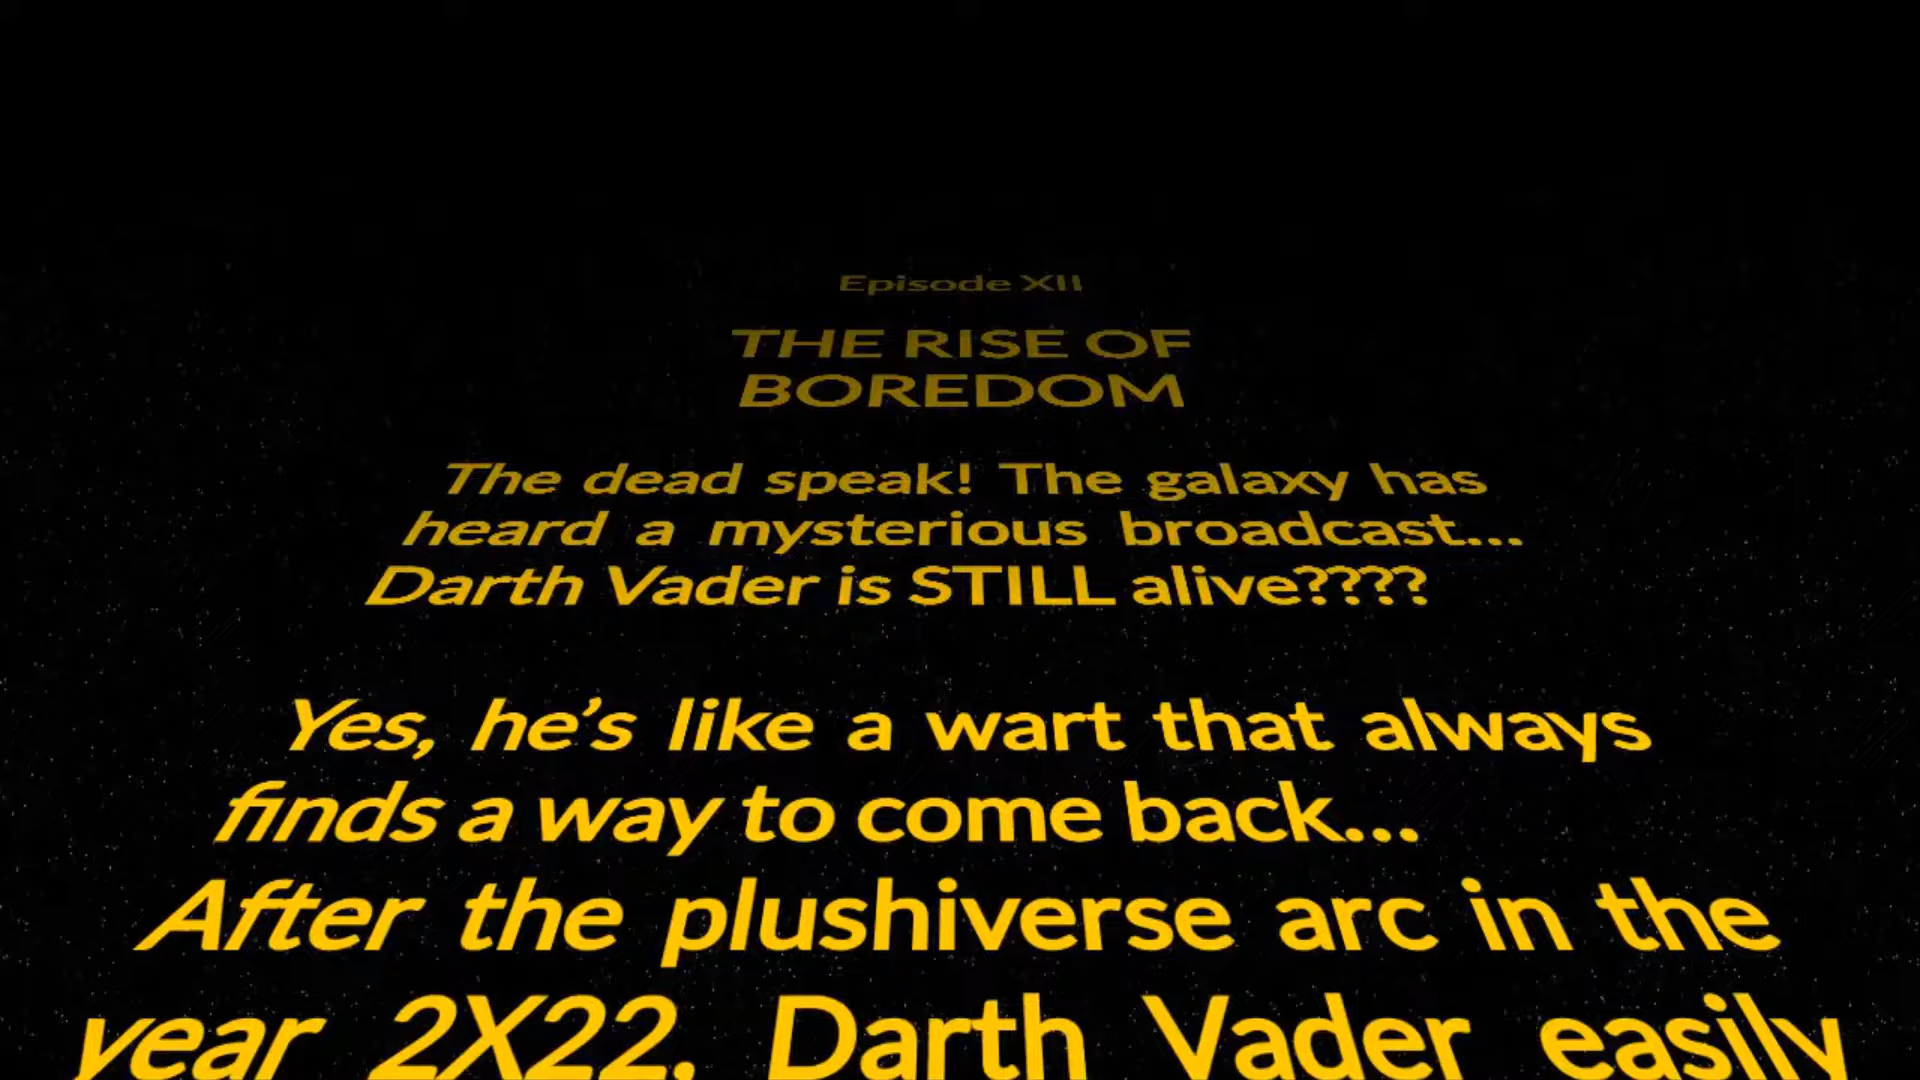 Episode XII
THE RISE OF
BOREDOM
The dead speak! The galaxy has
heard a mysterious broadcast...
Darth Vader is STILL alive????
Yes, he’s like a wart that always
finds a way to come back...
After the plushiverse arc in the
year 2X22, Darth Vader easily